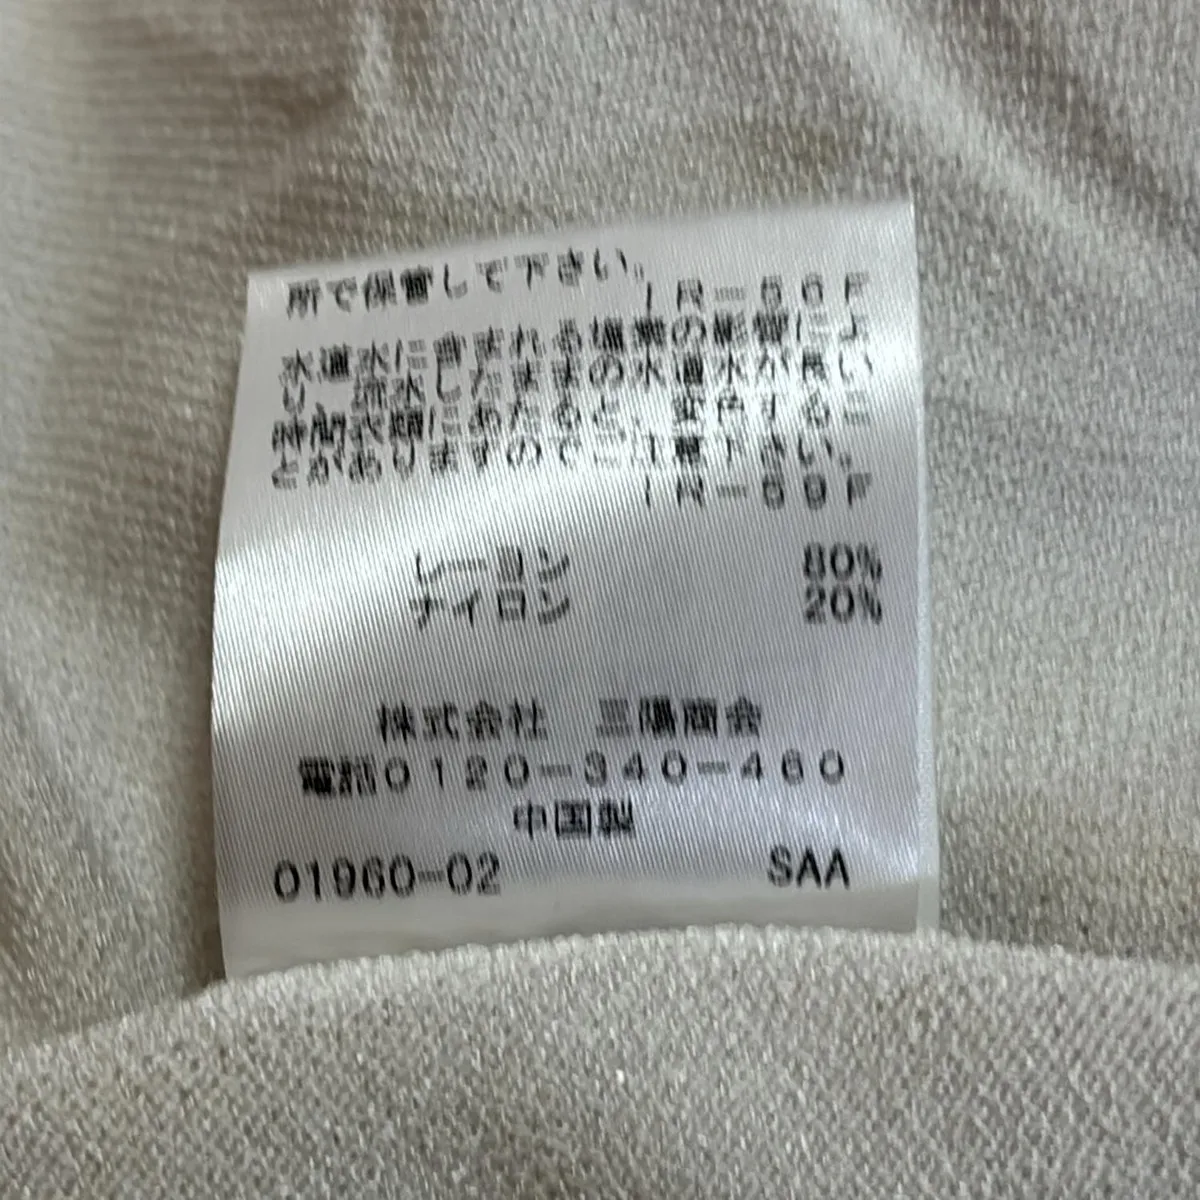 所で保管して下さい。
IR-56F
水道水に含まれる塩素の影響によ
り、流水したままの水道水が長い
時間衣類にあたると、変色するこ
とがありますのでご注意下さい。
IR-69F
レーヨン 80%
ナイロン 20%
株式会社 三陽商会
電話0120-340-460
中国製
01960-02 SAA